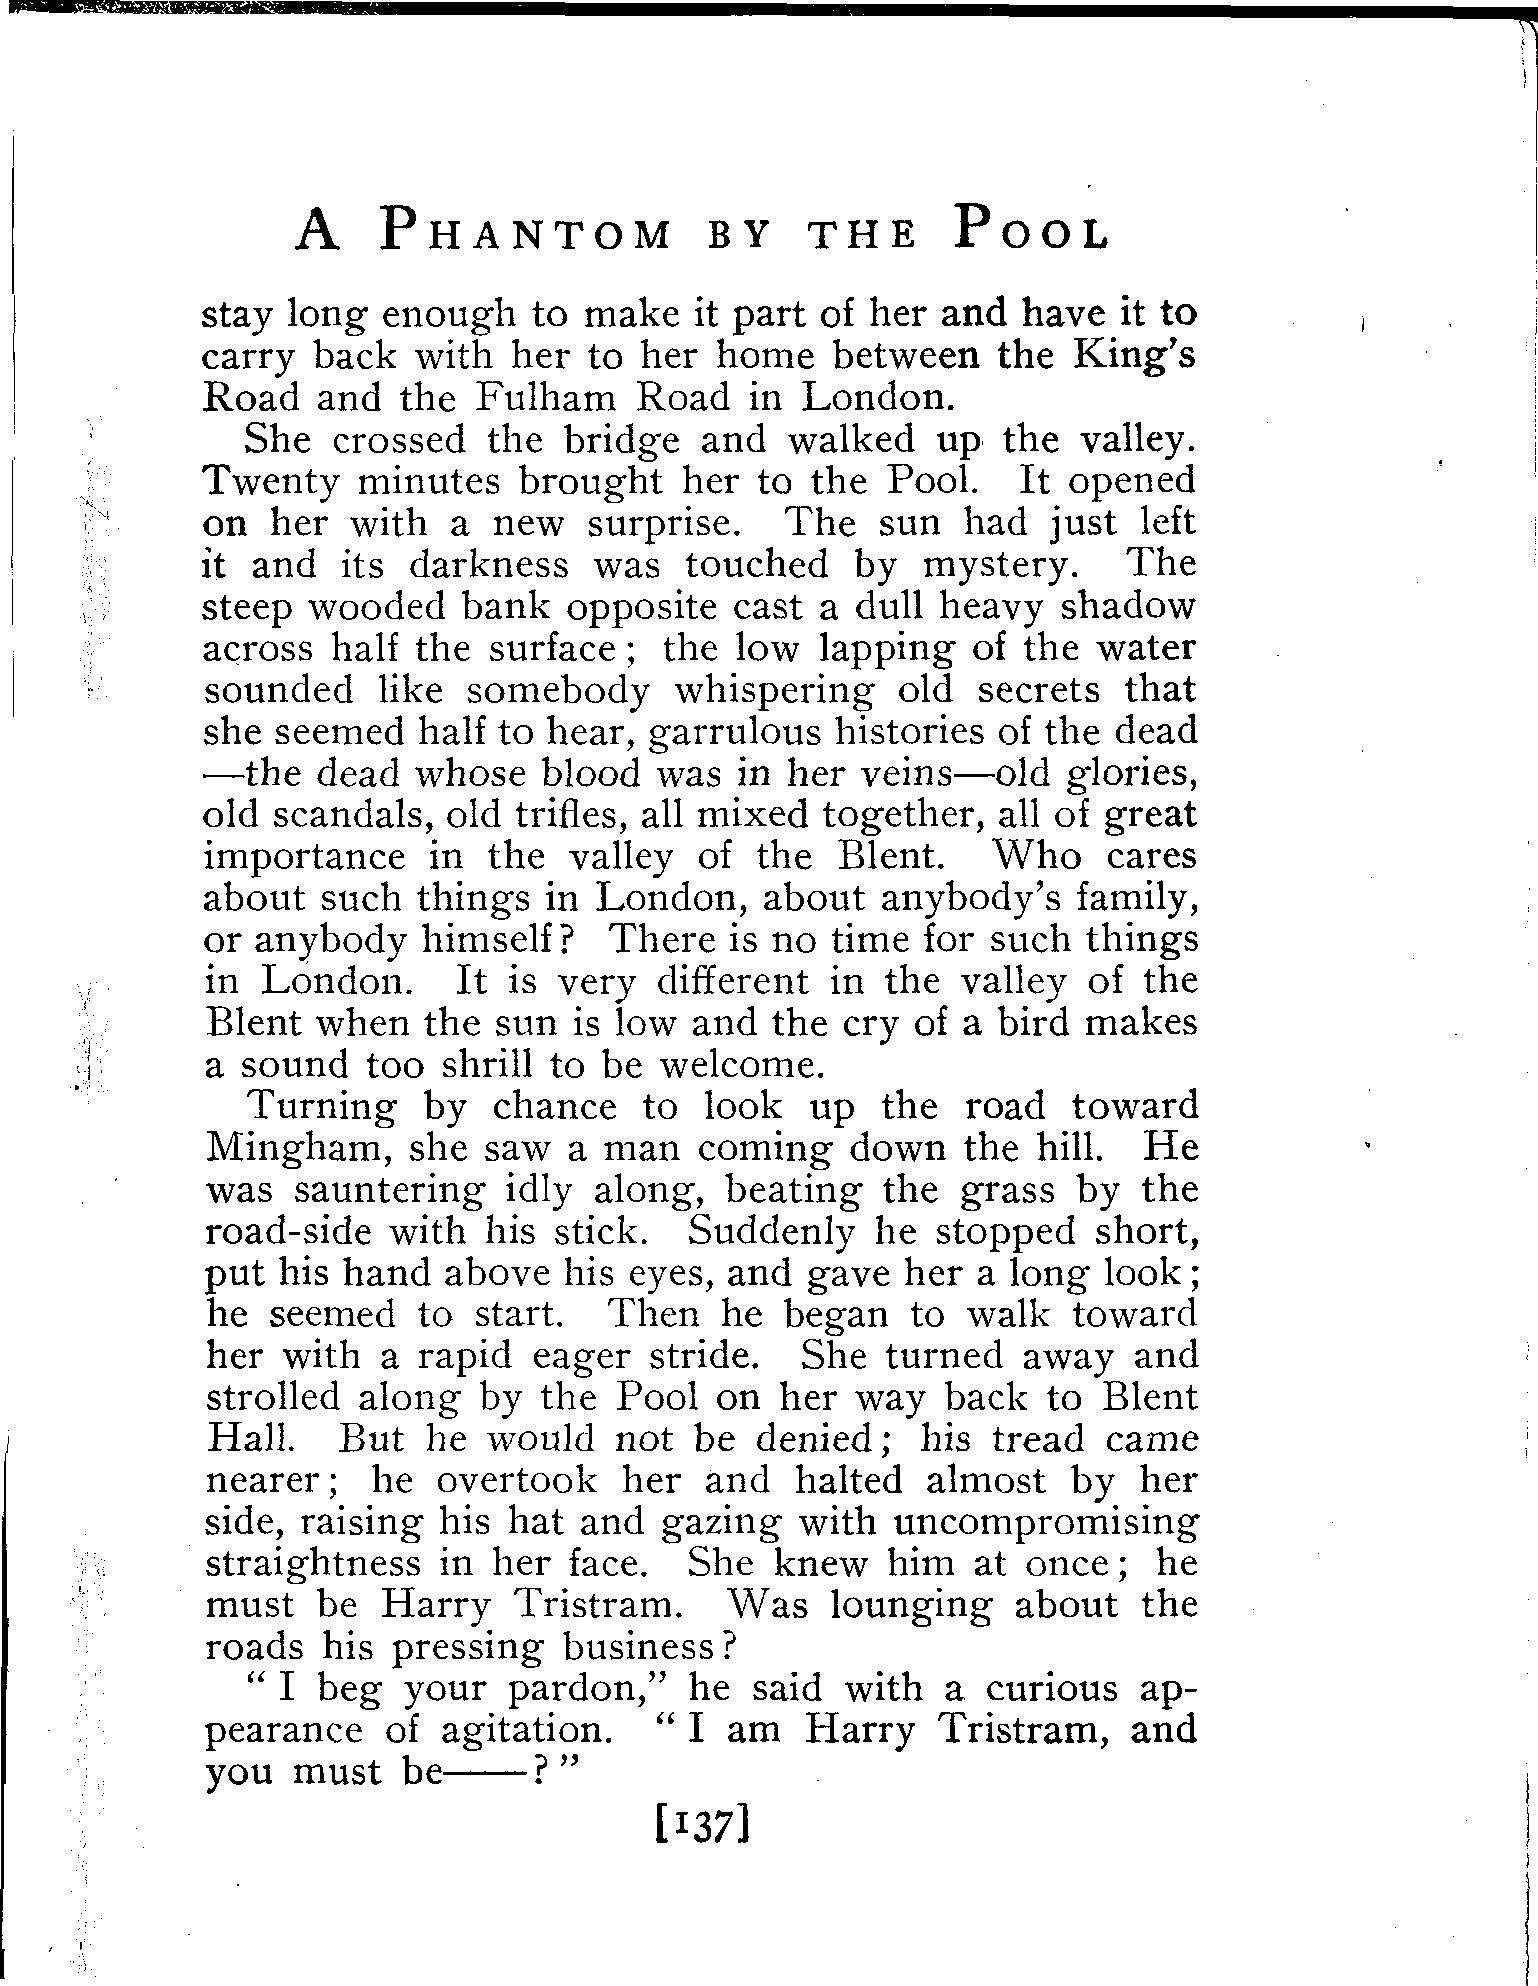 A Phantom by the Pool
stay long enough to make it part of her and have it to
carry back with her to her home between the King's
Road and the Fulham Road in London.
She crossed the bridge and walked up the valley.
Twenty minutes brought her to the Pool. It opened
on her with a new surprise. The sun had just left
it and its darkness was touched by mystery. The
steep wooded bank opposite cast a dull heavy shadow
across half the surface; the low lapping of the water
sounded like somebody whispering old secrets that
she seemed half to hear, garrulous histories of the dead
—the dead whose blood was in her veins—old glories,
old scandals, old trifles, all mixed together, all of great
importance in the valley of the Blent. Who cares
about such things in London, about anybody's family,
or anybody himself? There is no time for such things
in London. It is very different in the valley of the
Blent when the sun is low and the cry of a bird makes
a sound too shrill to be welcome.
Turning by chance to look up the road toward
Mingham, she saw a man coming down the hill. He
was sauntering idly along, beating the grass by the
road-side with his stick. Suddenly he stopped short,
put his hand above his eyes, and gave her a long look;
he seemed to start. Then he began to walk toward
her with a rapid eager stride. She turned away and
strolled along by the Pool on her way back to Blent
Hall. But he would not be denied; his tread came
nearer; he overtook her and halted almost by her
side, raising his hat and gazing with uncompromising
straightness in her face. She knew him at once; he
must be Harry Tristram. Was lounging about the
roads his pressing business?
"I beg your pardon," he said with a curious ap-
pearance of agitation. "I am Harry Tristram, and
you must be——?"
[137]